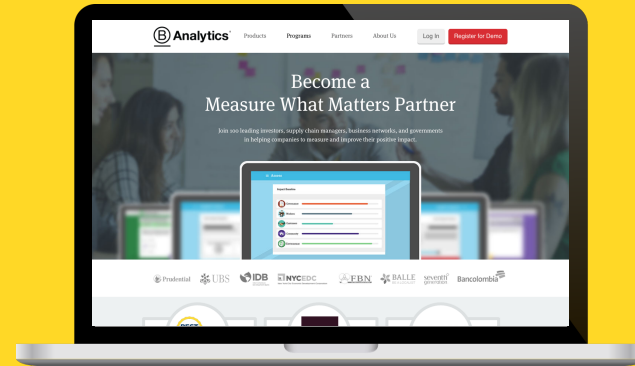 B Analytics
Products Programs Partners About Us Log In Register for Demo
Become a
Measure What Matters Partner
Join 100 leading investors, supply chain managers, business networks, and governments
in helping companies to measure and improve their positive impact.
Prudential UBS IDB NYCEDC FBN BALLE seventh generation Bancolombia
BEST